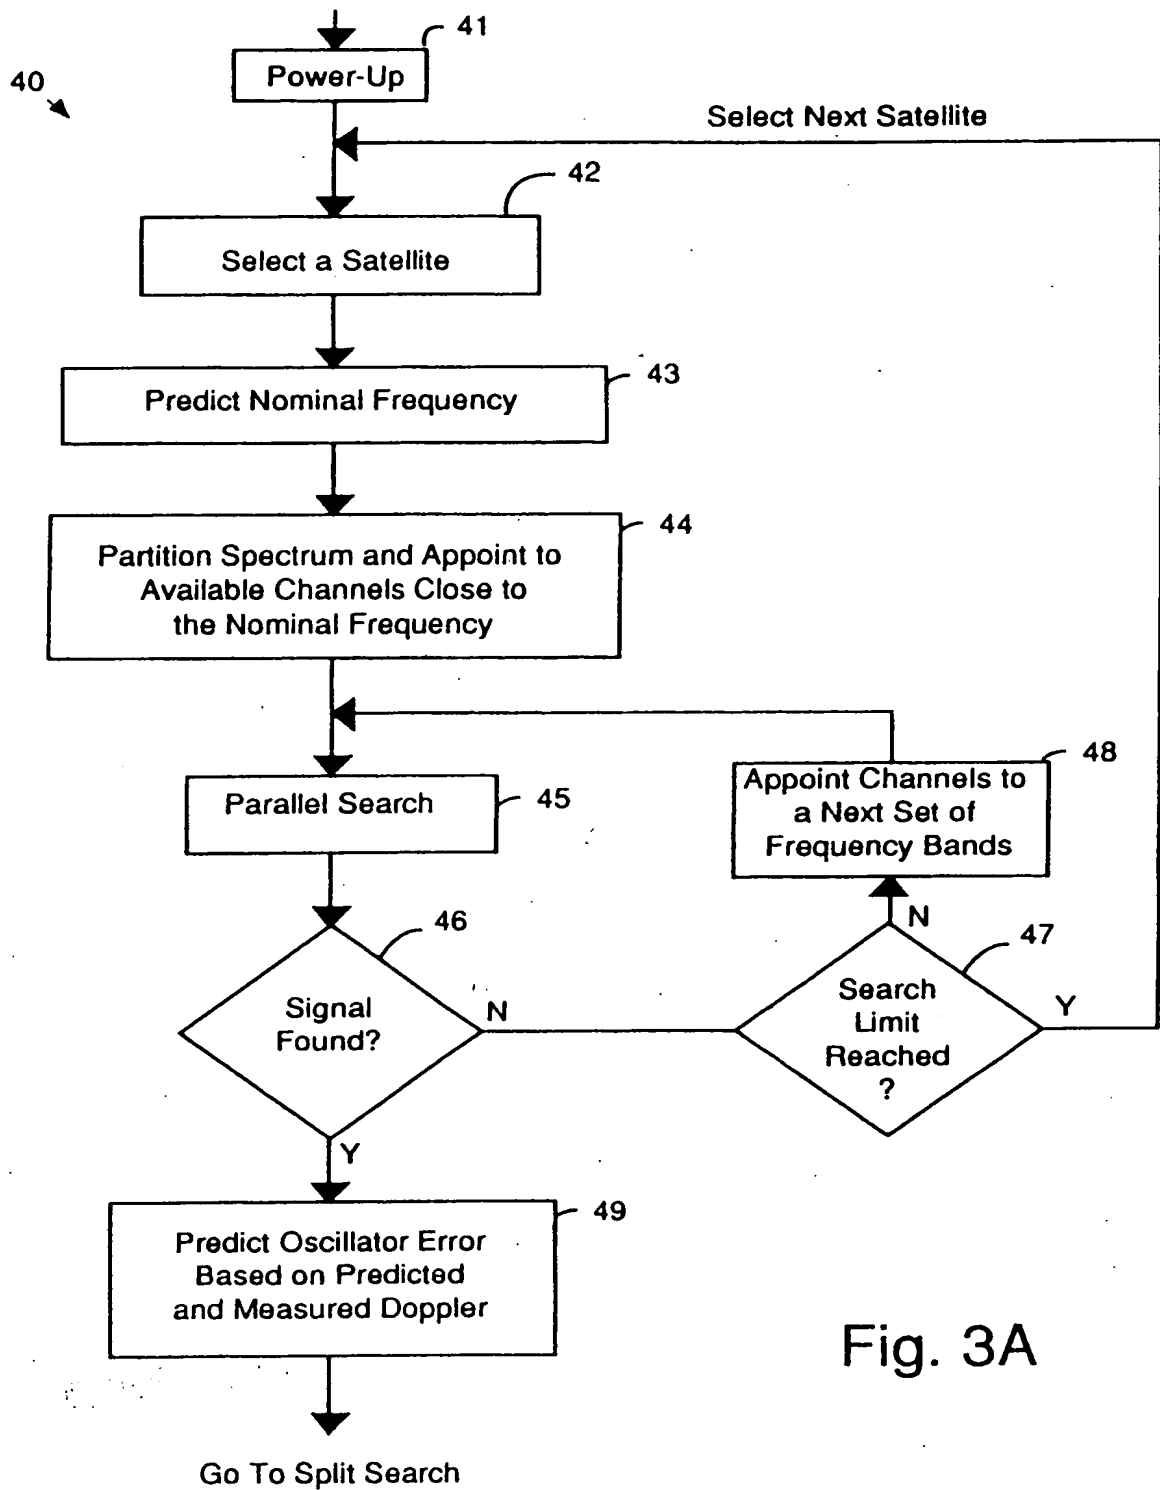 41
Power-Up
40
Select Next Satellite
42
Select a Satellite
43
Predict Nominal Frequency
44
Partition Spectrum and Appoint to
Available Channels Close to
the Nominal Frequency
48
Appoint Channels to
a Next Set of
Frequency Bands
Parallel Search
45
46
N
47
Signal
Found?
N
Search
Limit
Reached
?
Y
Y
49
Predict Oscillator Error
Based on Predicted
and Measured Doppler
Fig. 3A
Go To Split Search